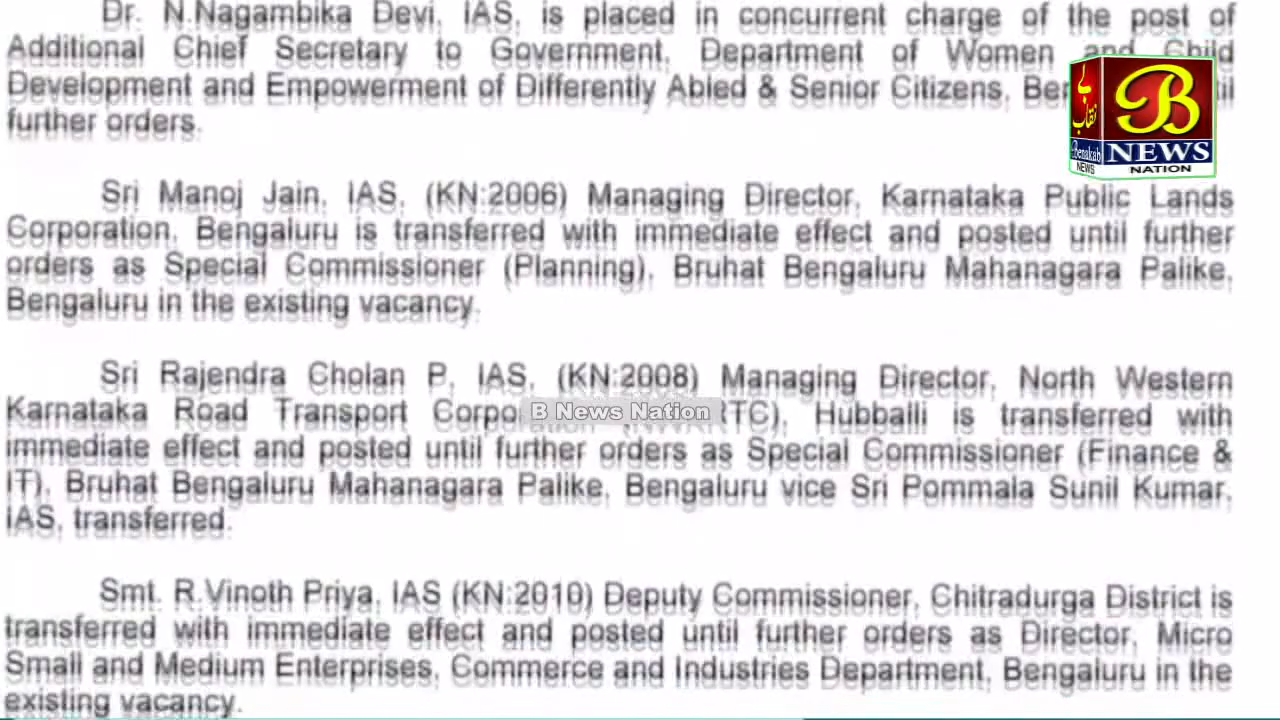 Dr. N.Nagambika Devi, IAS, is placed in concurrent charge of the post of
Additional Chief Secretary to Government, Department of Women and Child
Development and Empowerment of Differently Abled & Senior Citizens,
further orders.
Sri Manoj Jain, IAS, (KN:2006) Managing Director, Karnataka Public Lands
Corporation, Bengaluru is transferred with immediate effect and posted until further
orders as Special Commissioner (Planning), Bruhat Bengaluru Mahanagara Palike,
Bengaluru in the existing vacancy.
Sri Rajendra Cholan P, IAS, (KN:2008) Managing Director, North Western
Karnataka Road Transport Hubballi is transferred with
immediate effect and posted until further orders as Special Commissioner (Finance &
IT), Bruhat Bengaluru Mahanagara Palike, Bengaluru vice Sri Pommala Sunil Kumar,
IAS, transferred.
Smt. R.Vinoth Priya, IAS (KN:2010) Deputy Commissioner, Chitradurga District is
transferred with immediate effect and posted until further orders as Director, Micro
Small and Medium Enterprises, Commerce and Industries Department, Bengaluru in the
existing vacancy.
بے نقاب
Benakab
NEWS
B
NEWS
NATION
B News Nation